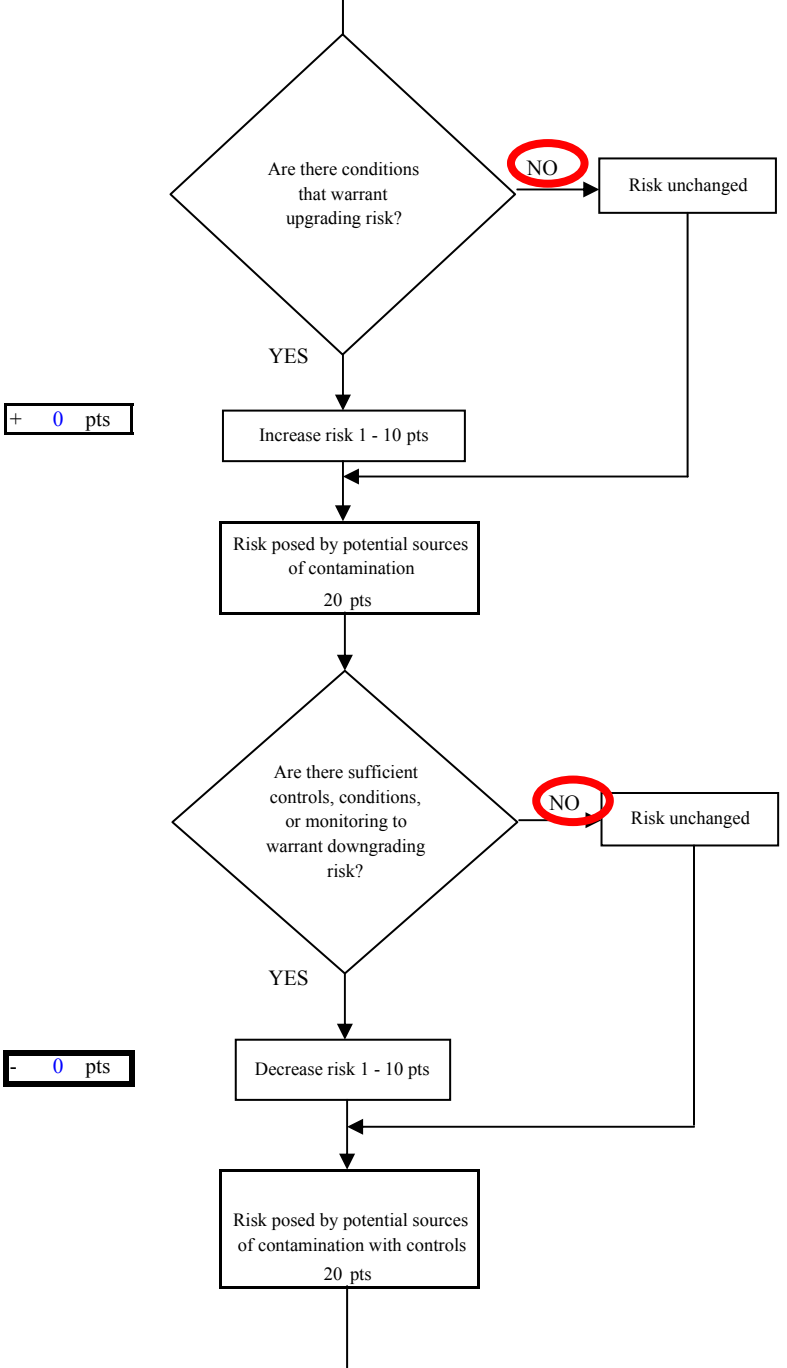 Are there conditions
that warrant
upgrading risk?
NO
Risk unchanged
YES
+ 0 pts
Increase risk 1 - 10 pts
Risk posed by potential sources
of contamination
20 pts
Are there sufficient
controls, conditions,
or monitoring to
warrant downgrading
risk?
NO
Risk unchanged
YES
- 0 pts
Decrease risk 1 - 10 pts
Risk posed by potential sources
of contamination with controls
20 pts